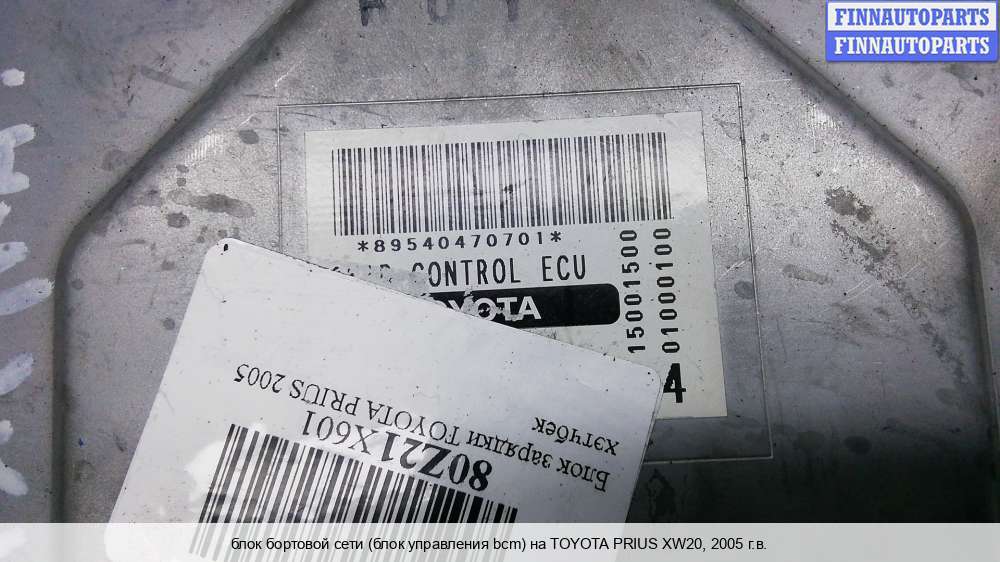 FINNAUTOPARTS
FINNAUTOPARTS
*89540470701*
CONTROL ECU
TOYOTA
15001500
01000100
4
Блок зарядки TOYOTA PRIUS 2005
хэтчбек
80Z21X601
блок бортовой сети (блок управления bcm) на TOYOTA PRIUS XW20, 2005 г.в.